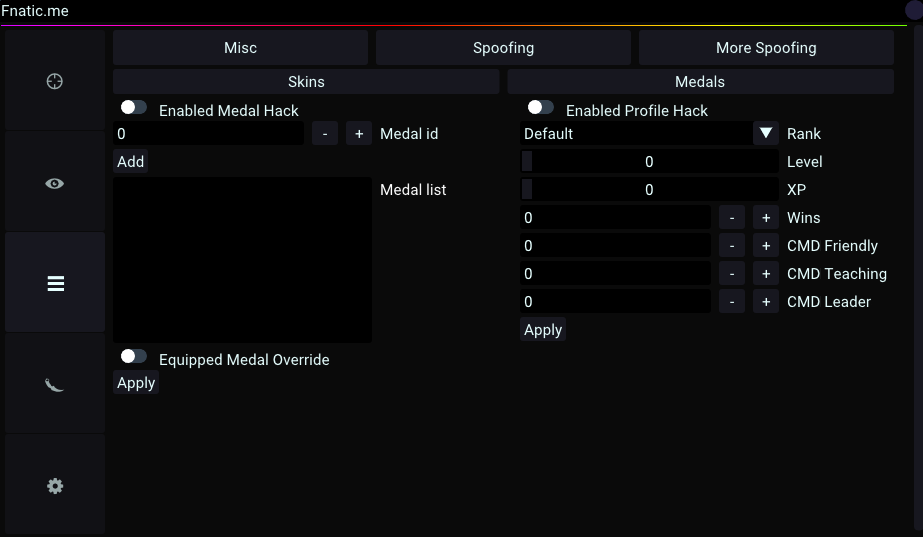 Fnatic.me
Misc
Spoofing
More Spoofing
Skins
Medals
Enabled Medal Hack
0
-
+
Medal id
Add
Medal list
Equipped Medal Override
Apply
Enabled Profile Hack
Default
Rank
0
Level
0
XP
0
-
+
Wins
0
-
+
CMD Friendly
0
-
+
CMD Teaching
0
-
+
CMD Leader
Apply